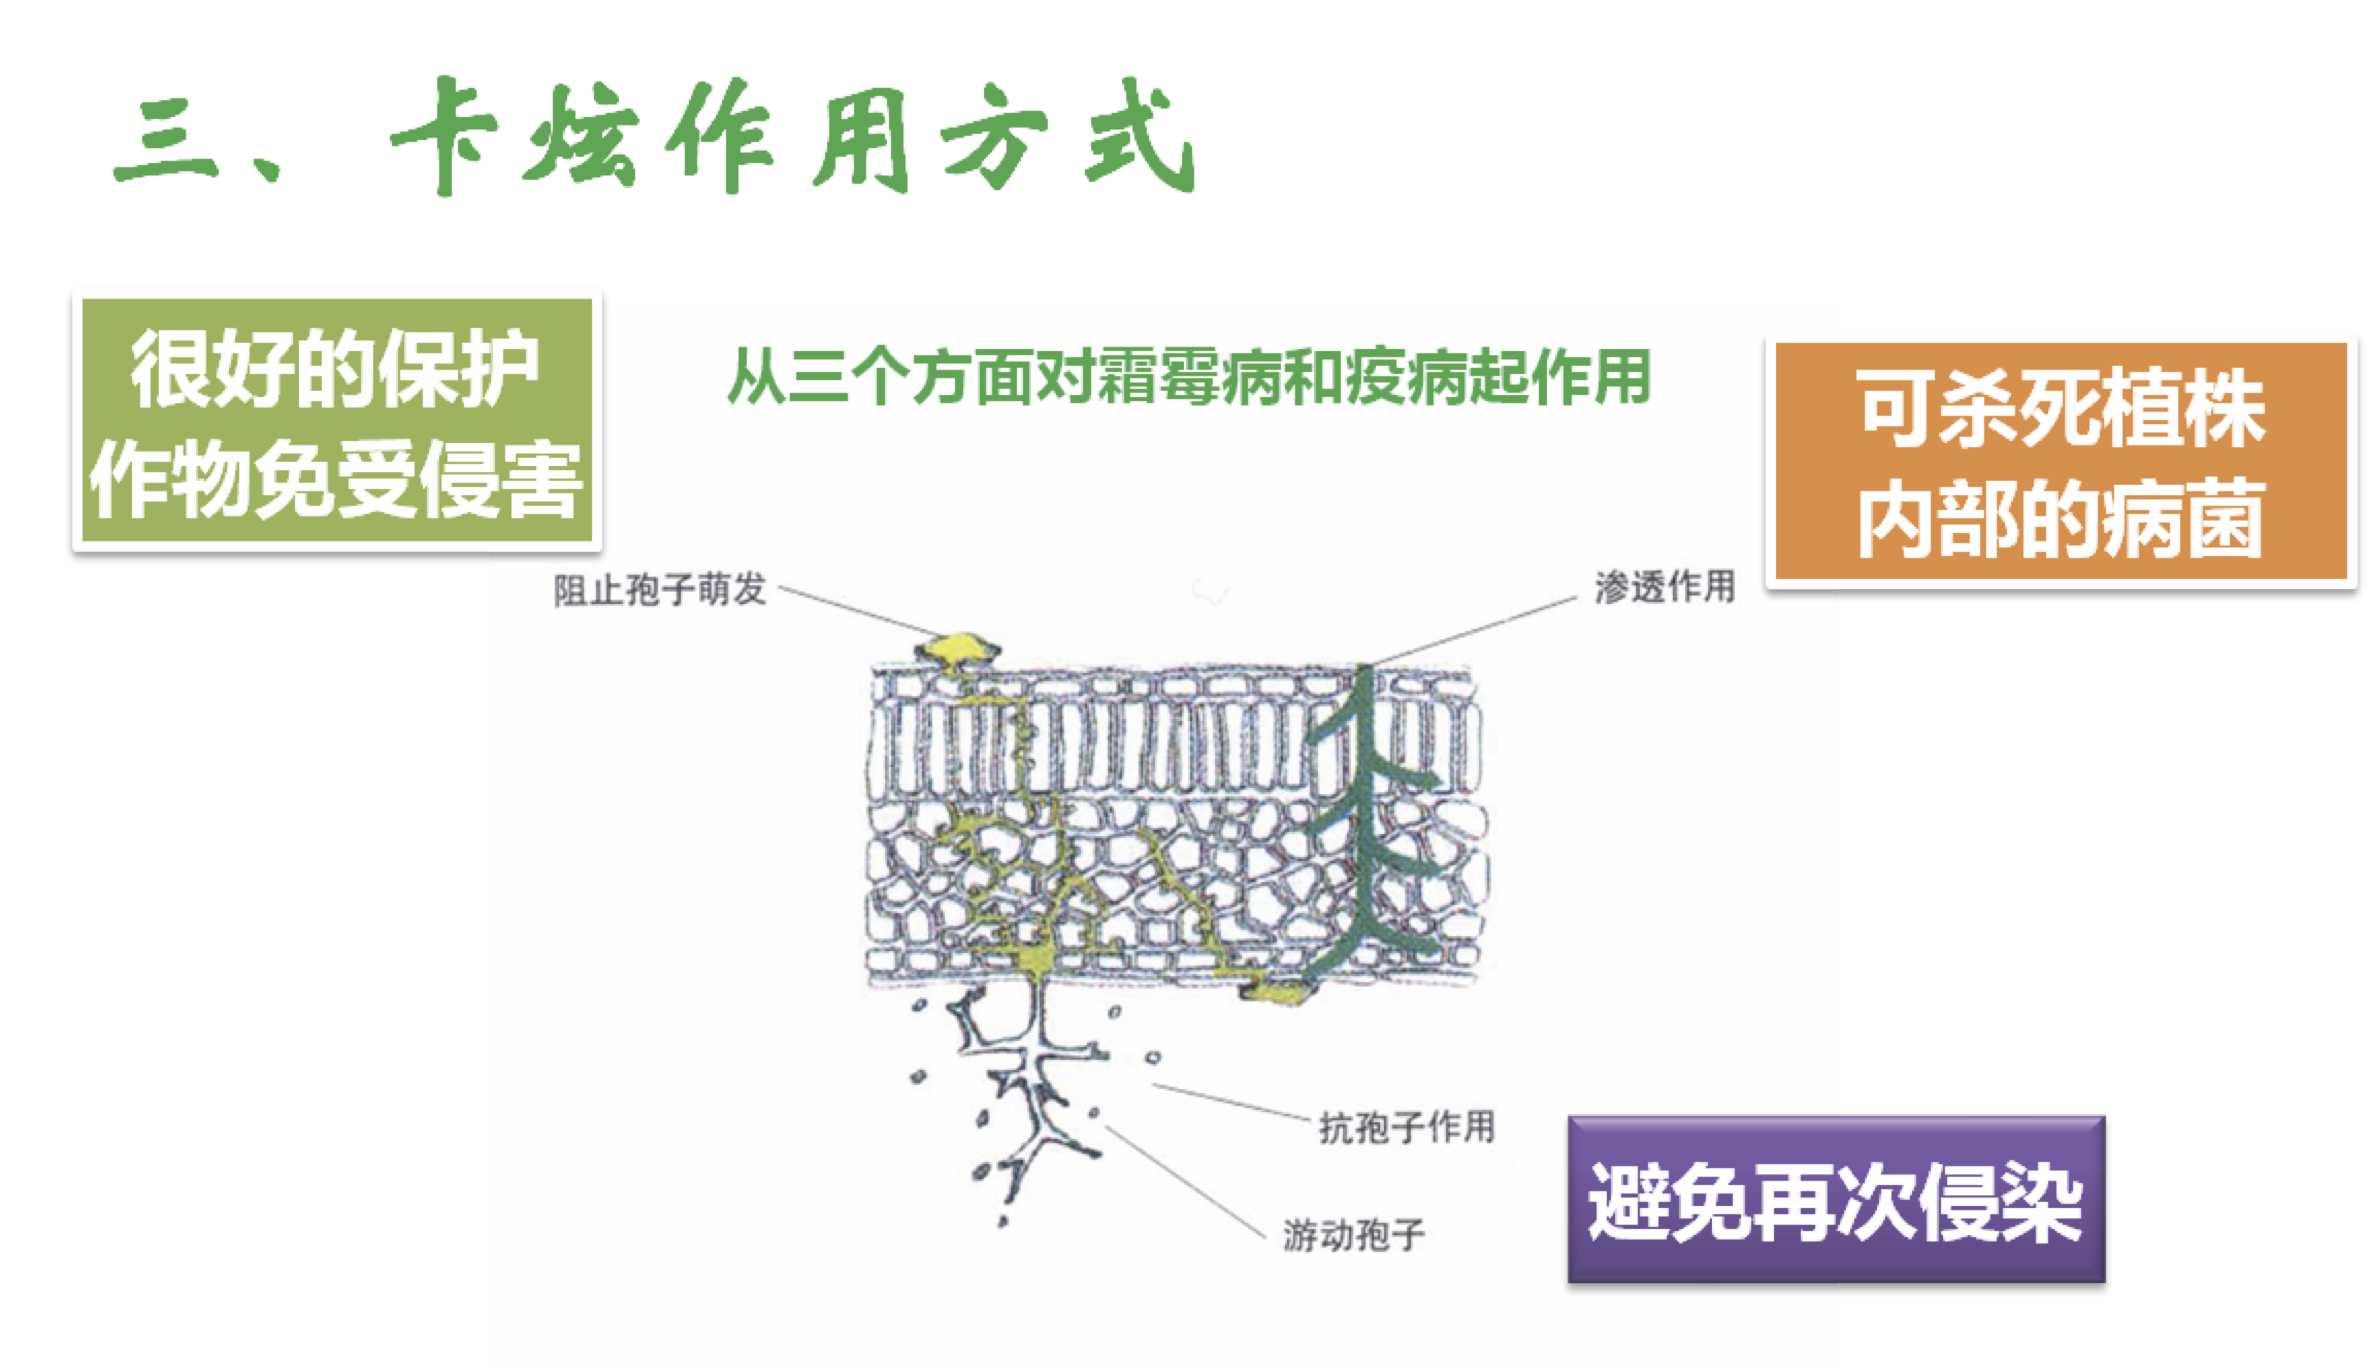 三、卡炫作用方式
很好的保护
作物免受侵害
从三个方面对霜霉病和疫病起作用
可杀死植株
内部的病菌
阻止孢子萌发
渗透作用
抗孢子作用
游动孢子
避免再次侵染